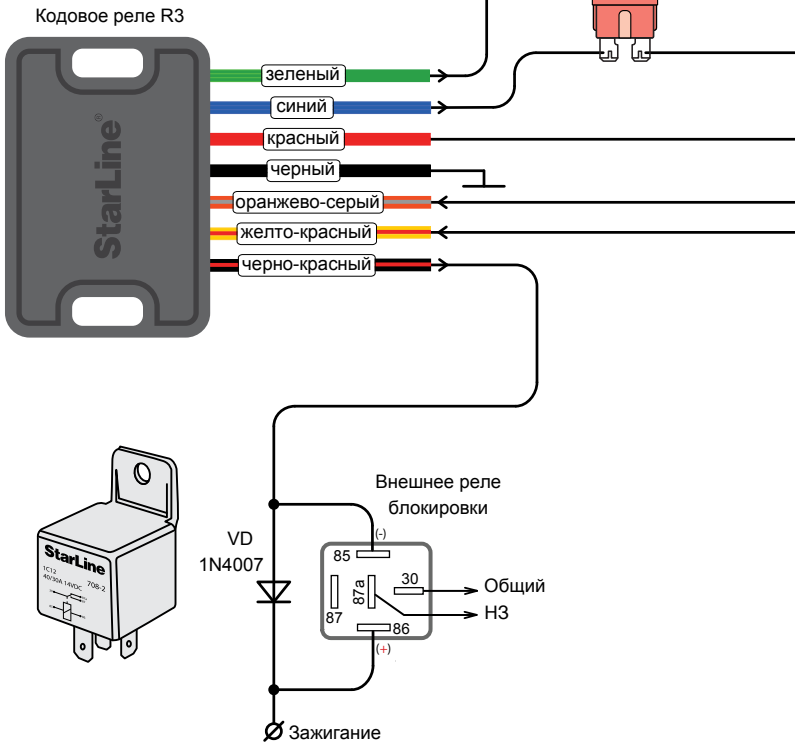 Кодовое реле R3
StarLine®
зеленый
синий
красный
черный
оранжево-серый
желто-красный
черно-красный
StarLine
1C12
40/30A 14VDC
708-2
Внешнее реле
блокировки
VD
1N4007
(-)
85
87
87a
30
86
(+)
Общий
НЗ
Зажигание